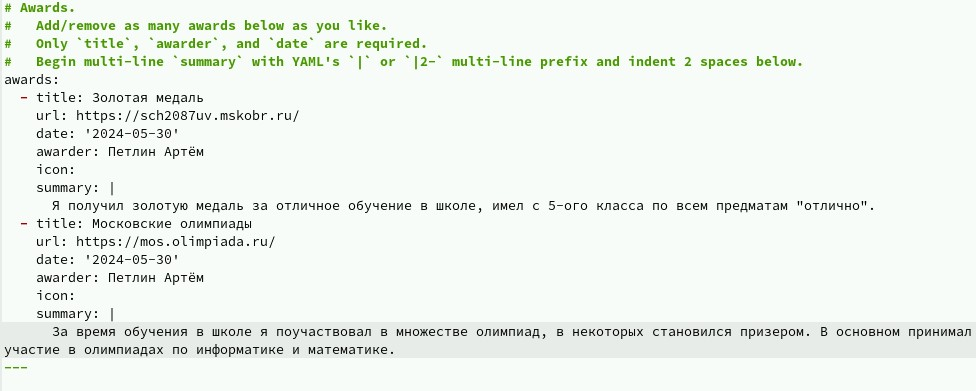 # Awards.
#   Add/remove as many awards below as you like.
#   Only `title`, `awarder`, and `date` are required.
#   Begin multi-line `summary` with YAML's `|` or `|2-` multi-line prefix and indent 2 spaces below.
awards:
  - title: Золотая медаль
    url: https://sch2087uv.mskobr.ru/
    date: '2024-05-30'
    awarder: Петлин Артём
    icon:
    summary: |
      Я получил золотую медаль за отличное обучение в школе, имел с 5-ого класса по всем предматам "отлично".
  - title: Московские олимпиады
    url: https://mos.olimpiada.ru/
    date: '2024-05-30'
    awarder: Петлин Артём
    icon:
    summary: |
      За время обучения в школе я поучаствовал в множестве олимпиад, в некоторых становился призером. В основном принимал
участие в олимпиадах по информатике и математике.
---